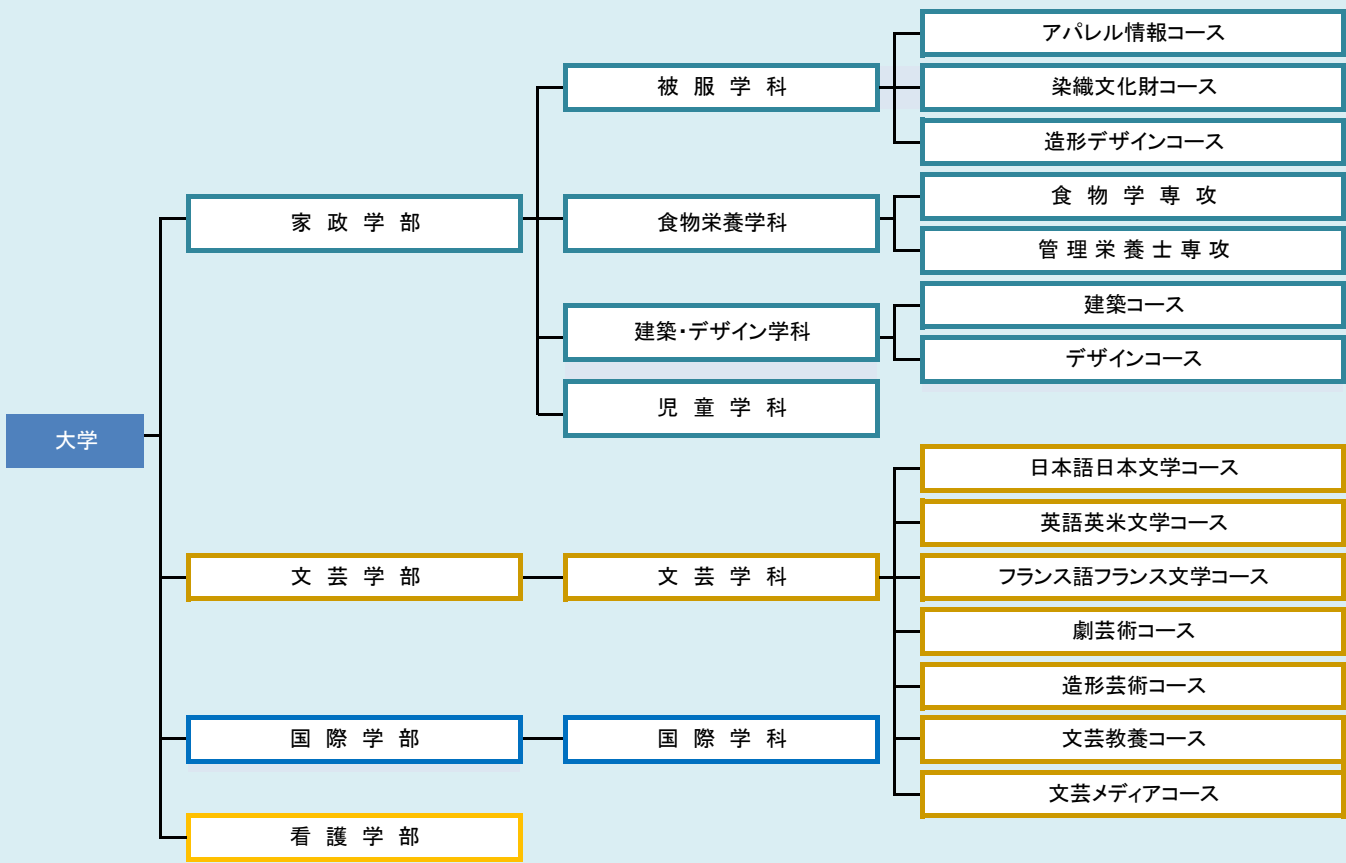 大学
家政学部
被服学科
アパレル情報コース
染織文化財コース
造形デザインコース
食物栄養学科
食物学専攻
管理栄養士専攻
建築・デザイン学科
建築コース
デザインコース
児童学科
文芸学部
文芸学科
日本語日本文学コース
英語英米文学コース
フランス語フランス文学コース
劇芸術コース
造形芸術コース
文芸教養コース
文芸メディアコース
国際学部
国際学科
看護学部